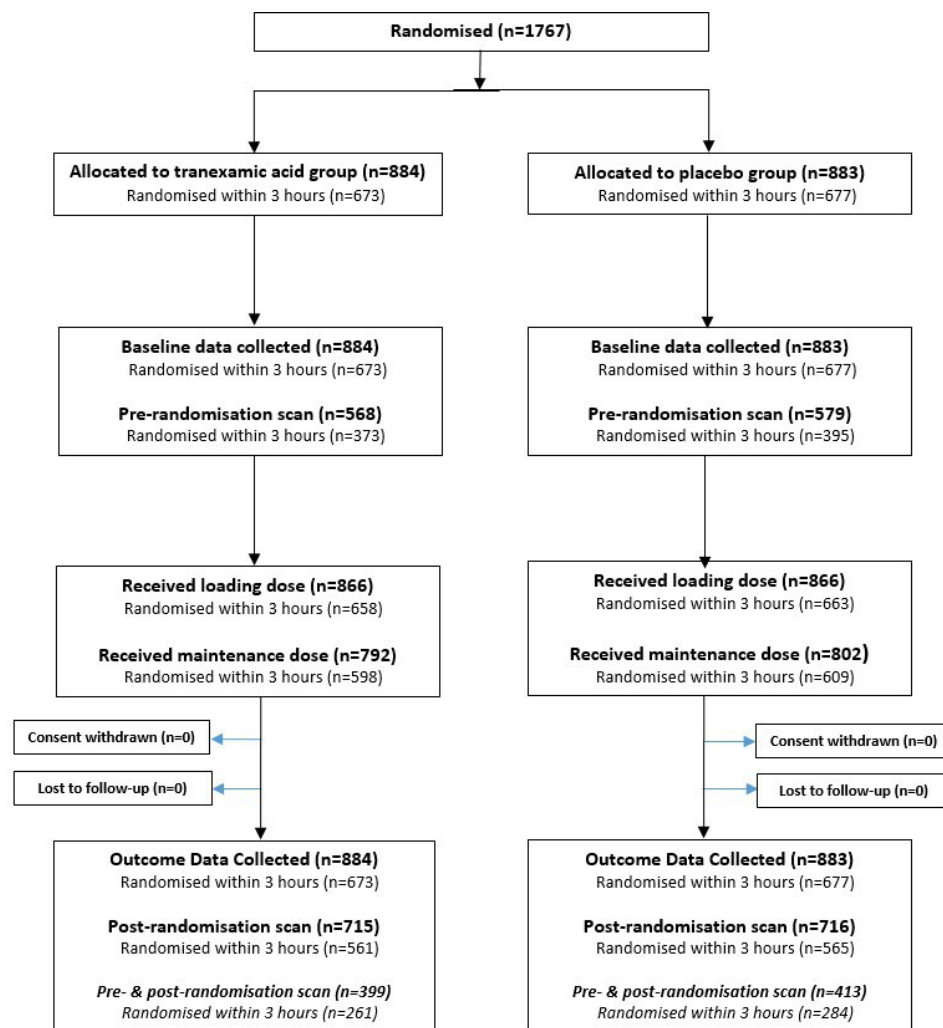 Randomised (n=1767)
Allocated to tranexamic acid group (n=884)
Randomised within 3 hours (n=673)
Allocated to placebo group (n=883)
Randomised within 3 hours (n=677)
Baseline data collected (n=884)
Randomised within 3 hours (n=673)
Pre-randomisation scan (n=568)
Randomised within 3 hours (n=373)
Baseline data collected (n=883)
Randomised within 3 hours (n=677)
Pre-randomisation scan (n=579)
Randomised within 3 hours (n=395)
Received loading dose (n=866)
Randomised within 3 hours (n=658)
Received maintenance dose (n=792)
Randomised within 3 hours (n=598)
Received loading dose (n=866)
Randomised within 3 hours (n=663)
Received maintenance dose (n=802)
Randomised within 3 hours (n=609)
Consent withdrawn (n=0)
Lost to follow-up (n=0)
Consent withdrawn (n=0)
Lost to follow-up (n=0)
Outcome Data Collected (n=884)
Randomised within 3 hours (n=673)
Post-randomisation scan (n=715)
Randomised within 3 hours (n=561)
Pre- & post-randomisation scan (n=399)
Randomised within 3 hours (n=261)
Outcome Data Collected (n=883)
Randomised within 3 hours (n=677)
Post-randomisation scan (n=716)
Randomised within 3 hours (n=565)
Pre- & post-randomisation scan (n=413)
Randomised within 3 hours (n=284)